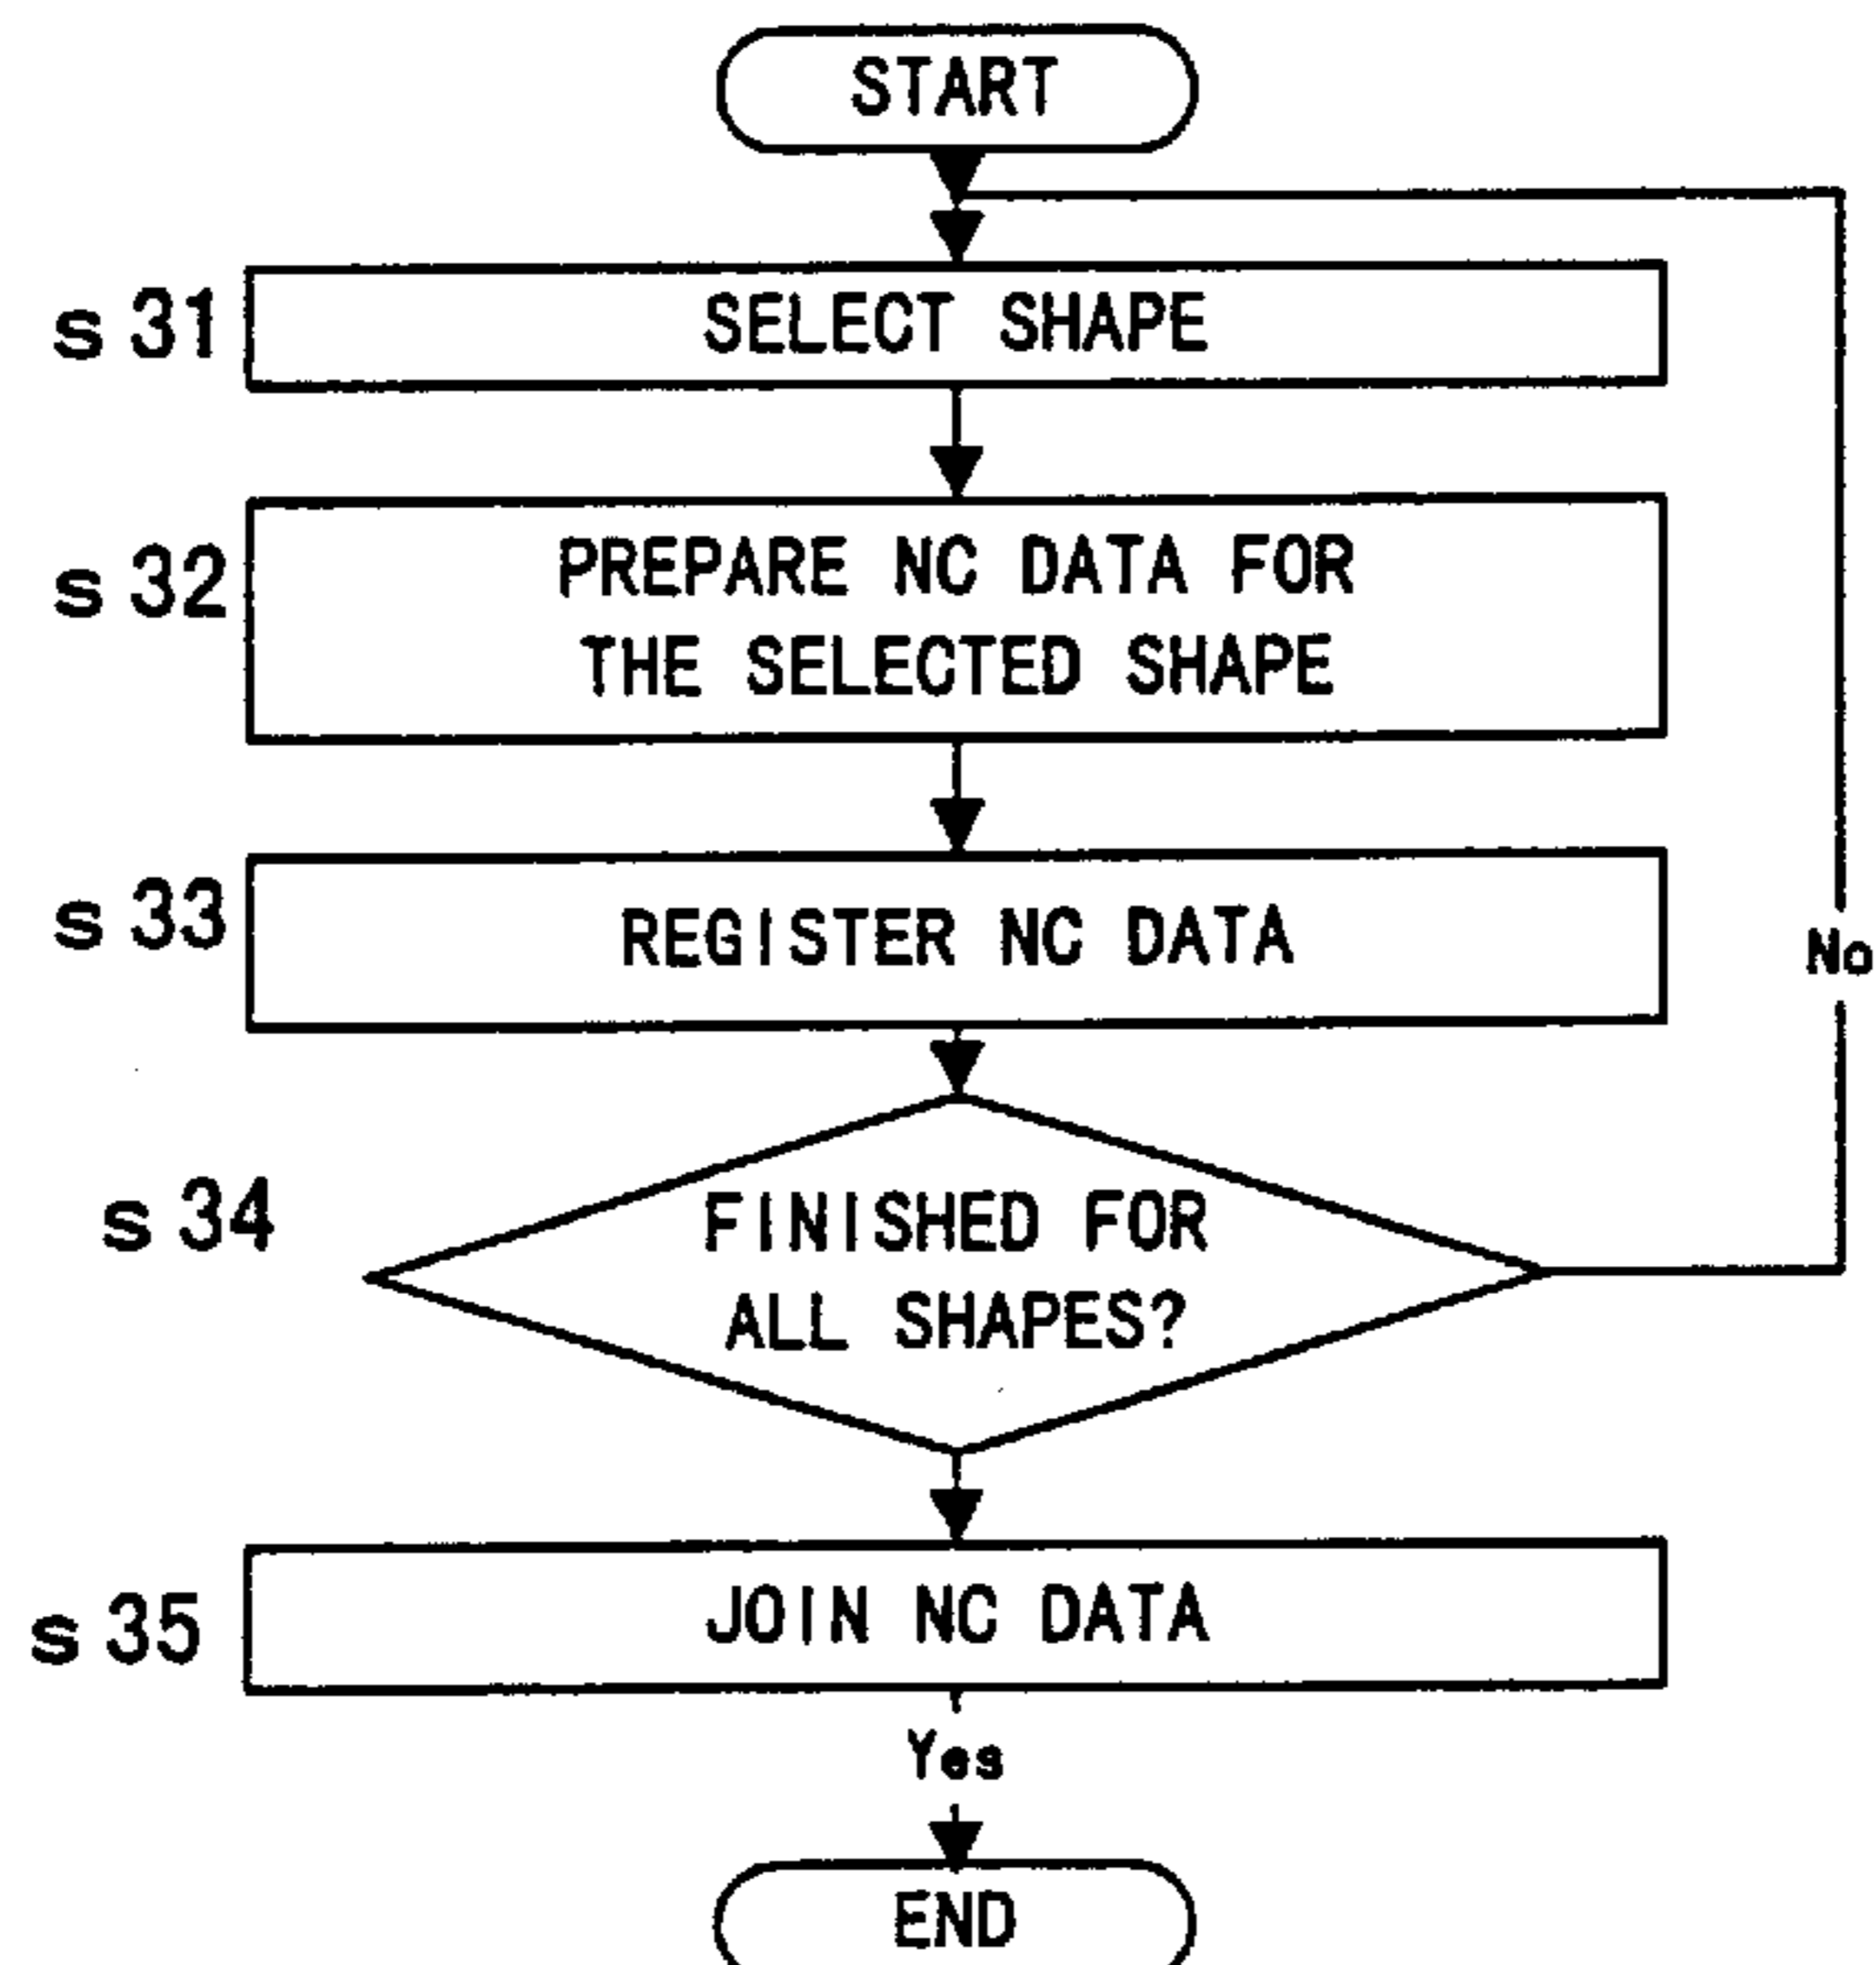 START
s 31
SELECT SHAPE
s 32
PREPARE NC DATA FOR
THE SELECTED SHAPE
s 33
REGISTER NC DATA
No
s 34
FINISHED FOR
ALL SHAPES?
s 35
JOIN NC DATA
Yes
END